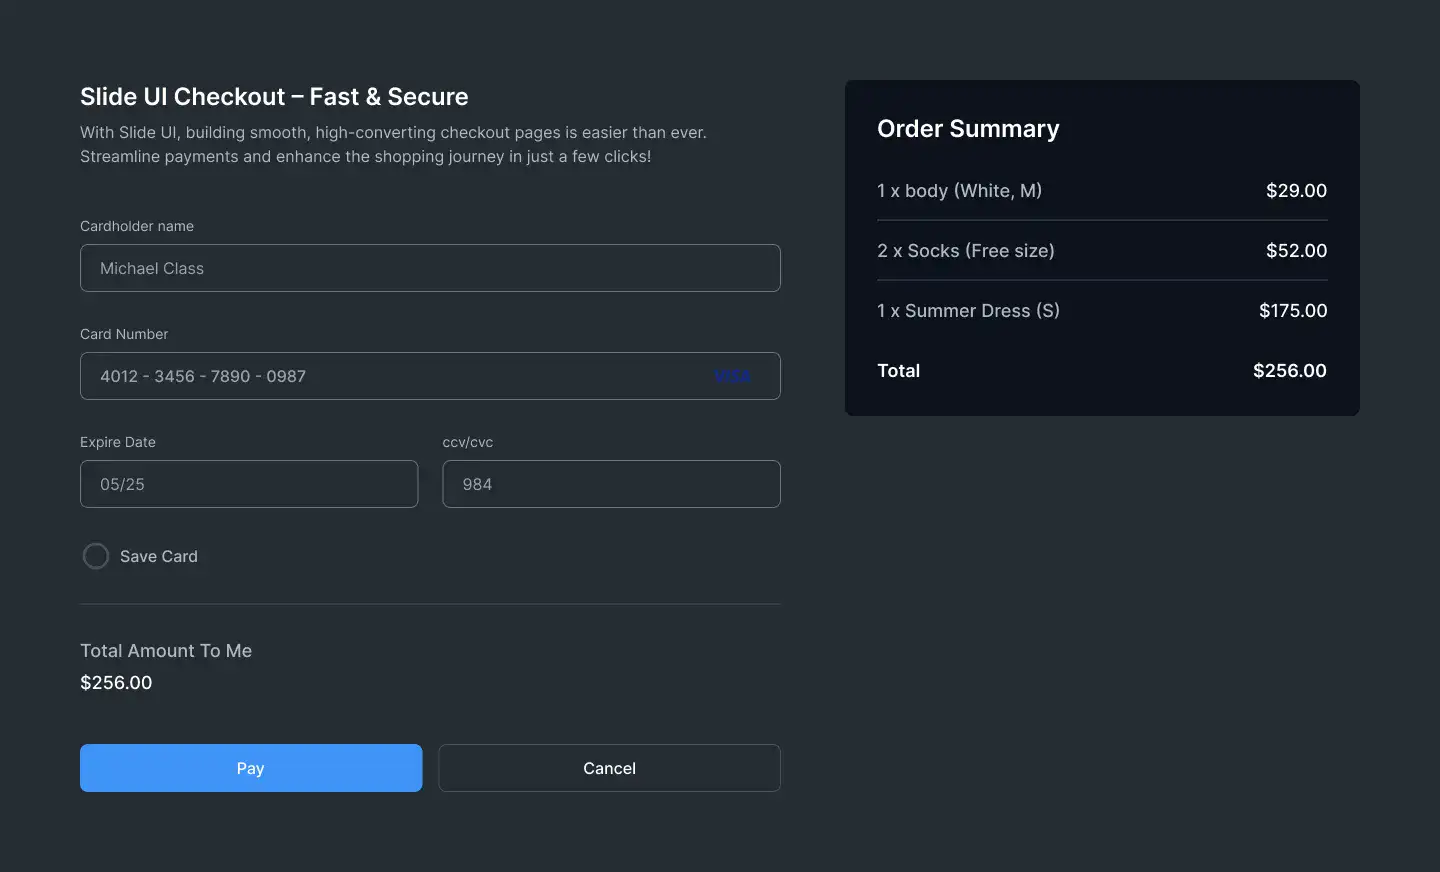 Slide UI Checkout – Fast & Secure
With Slide UI, building smooth, high-converting checkout pages is easier than ever.
Streamline payments and enhance the shopping journey in just a few clicks!
Cardholder name
Michael Class
Card Number
4012 - 3456 - 7890 - 0987
VISA
Expire Date
ccv/cvc
05/25
984
Save Card
Total Amount To Me
$256.00
Pay
Cancel
Order Summary
1 x body (White, M)
$29.00
2 x Socks (Free size)
$52.00
1 x Summer Dress (S)
$175.00
Total
$256.00